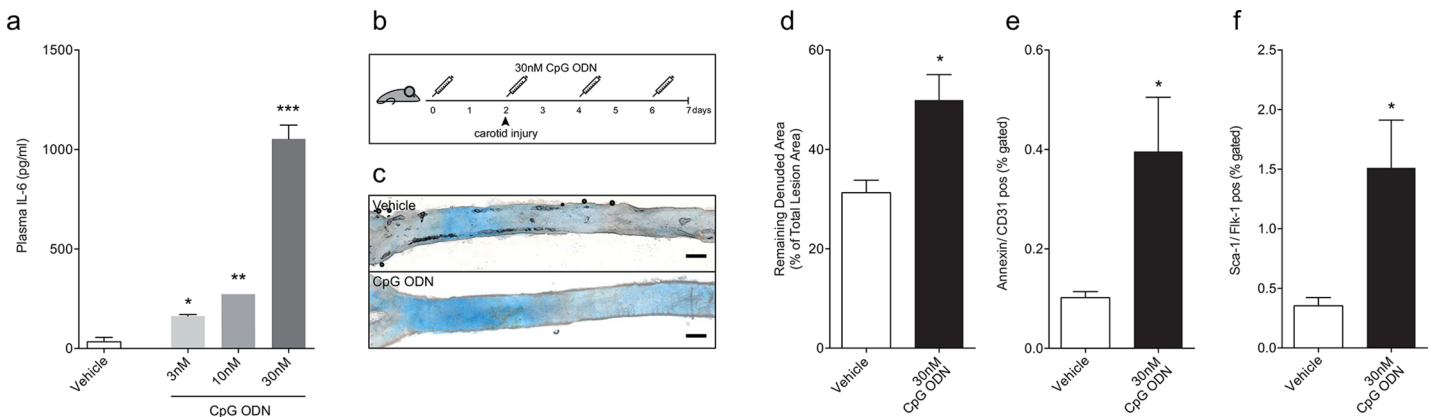 a
Plasma IL-6 (pg/ml)
1500
1000
500
0
*
**
***
Vehicle
3nM
10nM
30nM
CpG ODN
b
30nM CpG ODN
0 1 2 3 4 5 6 7 days
carotid injury
c
Vehicle
CpG ODN
d
Remaining Denuded Area
(% of Total Lesion Area)
60
40
20
0
*
Vehicle
30nM
CpG ODN
e
Annexin/ CD31 pos (% gated)
0.6
0.4
0.2
0.0
*
Vehicle
30nM
CpG ODN
f
Sca-1/ Flk-1 pos (% gated)
2.5
2.0
1.5
1.0
0.5
0.0
*
Vehicle
30nM
CpG ODN